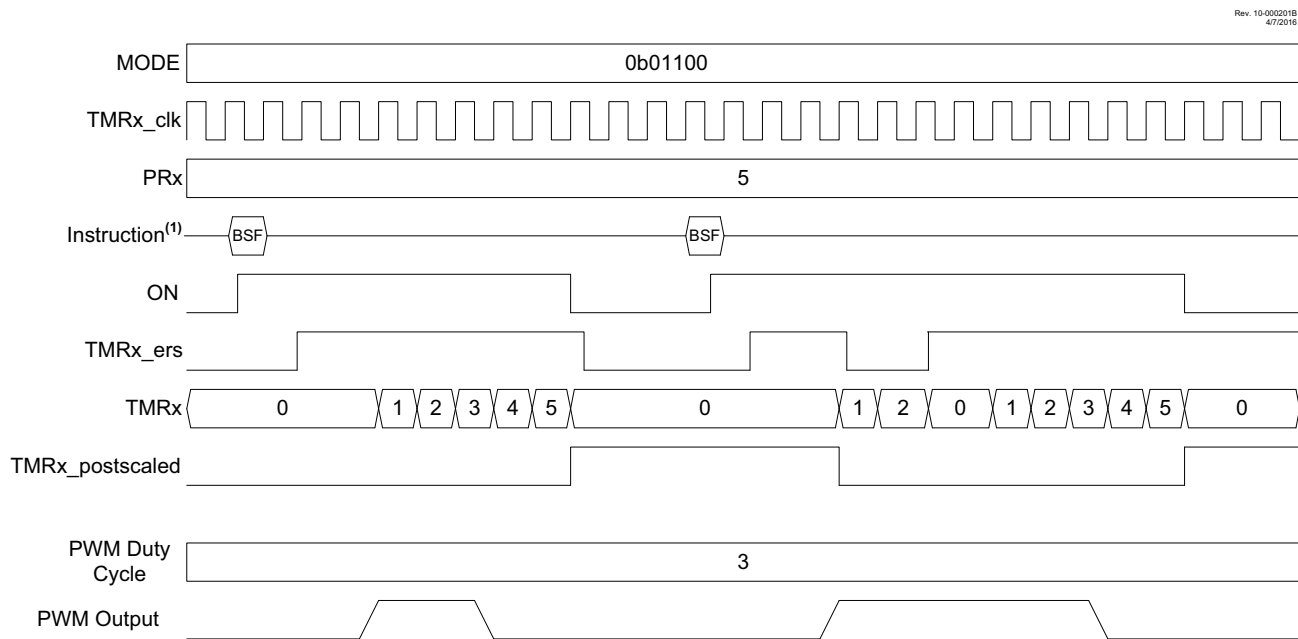 Rev. 10-000201B
4/7/2016
MODE 0b01100
TMRx_clk
PRx 5
Instruction(1) BSF BSF
ON
TMRx_ers
TMRx 0 1 2 3 4 5 0 1 2 0 1 2 3 4 5 0
TMRx_postscaled
PWM Duty
Cycle 3
PWM Output